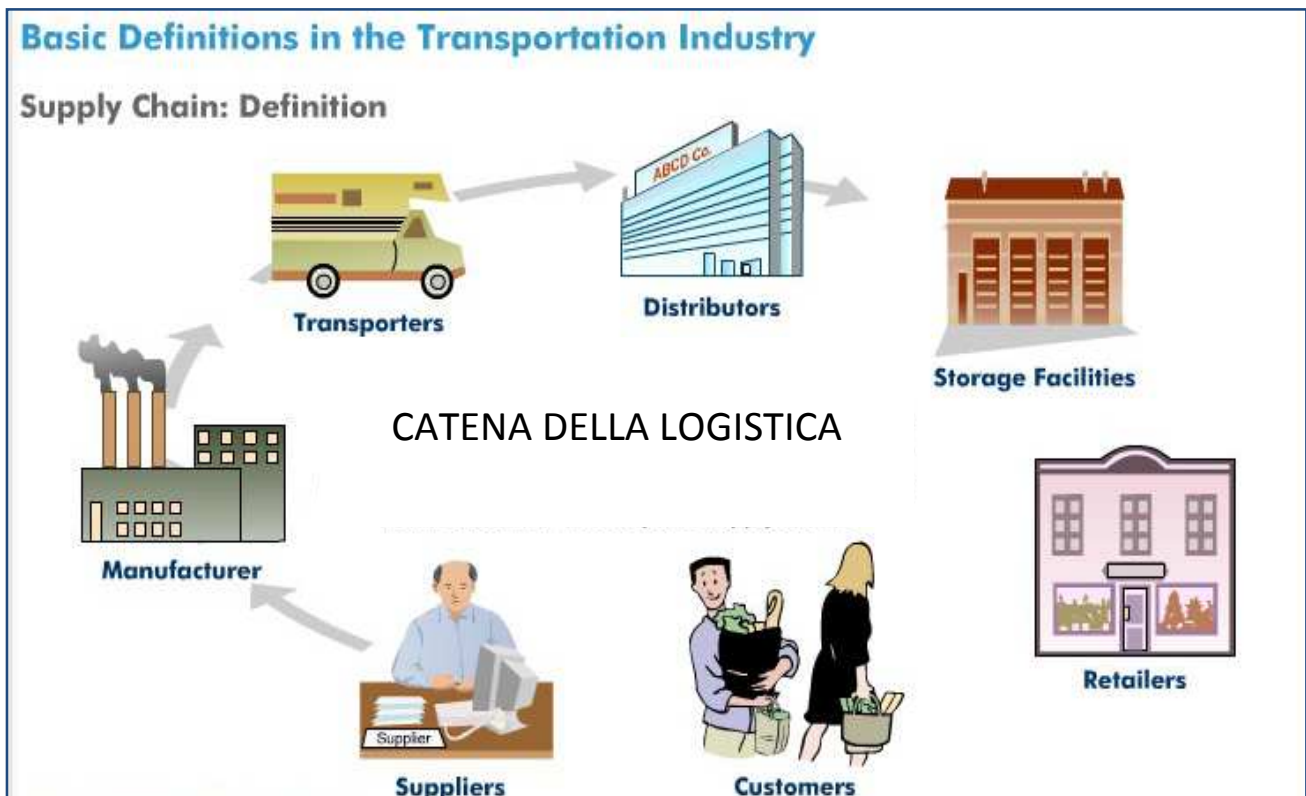 Basic Definitions in the Transportation Industry
Supply Chain: Definition
ABCD Co.
Transporters
Distributors
Storage Facilities
CATENA DELLA LOGISTICA
Manufacturer
Retailers
Supplier
Suppliers
Customers